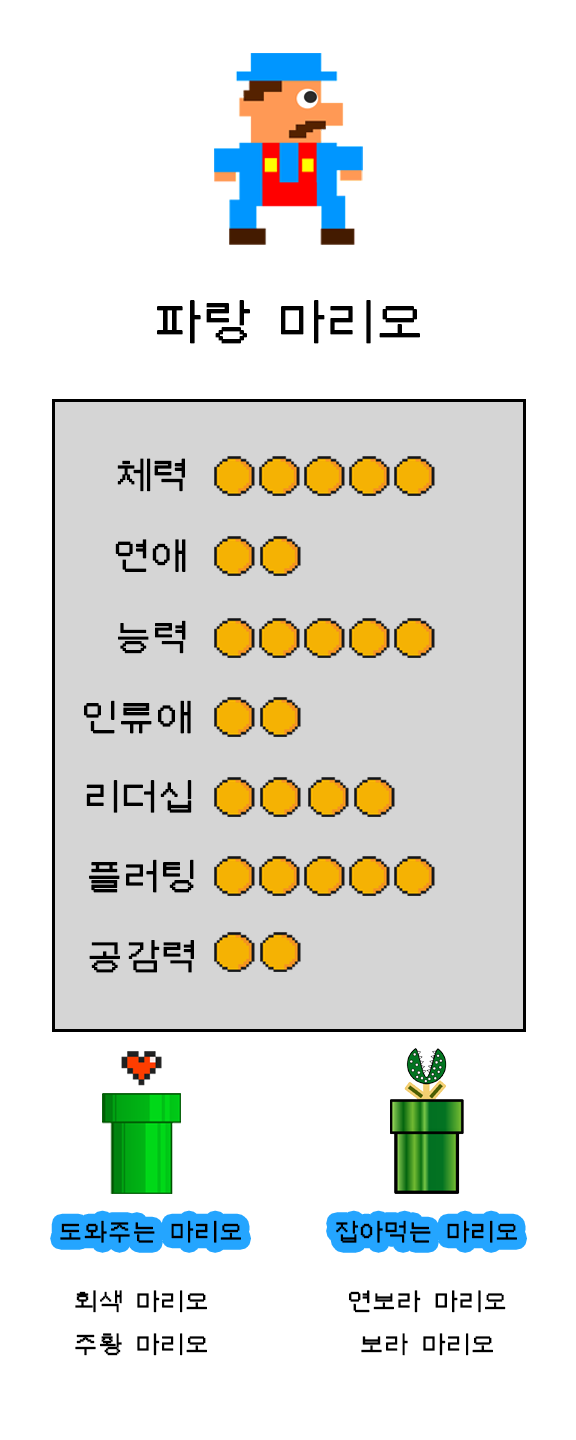 파랑 마리오
체력
연애
능력
인류애
리더십
플러팅
공감력
도와주는 마리오
잡아먹는 마리오
회색 마리오
연보라 마리오
주황 마리오
보라 마리오